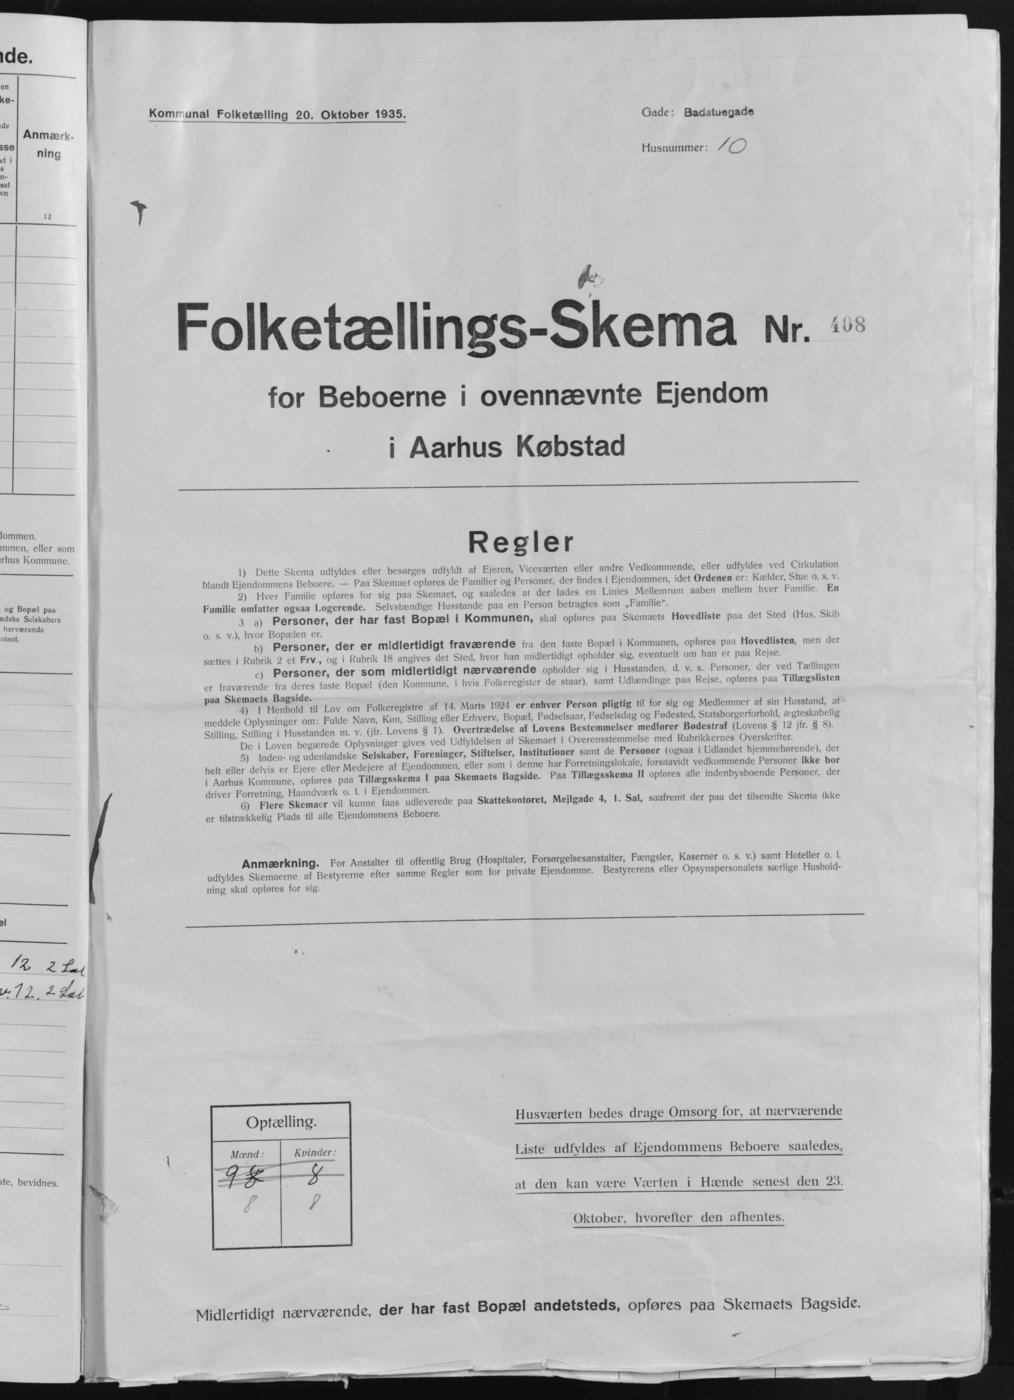 de.
Anmærk-
ning
12
Kommunal Folketælling 20. Oktober 1935.
Gade: Badstuegade
Husnummer: 10
Folketællings-Skema Nr. 408
for Beboerne i ovennævnte Ejendom
i Aarhus Købstad
Regler
1) Dette Skema udfyldes eller besørges udfyldt af Ejeren, Viceværten eller andre Vedkommende, eller udfyldes ved Cirkulation
blandt Ejendommens Beboere. — Paa Skemaet opføres de Familier og Personer, der findes i Ejendommen, idet Ordenen er: Kælder, Stue o. s. v.
2) Hver Familie opføres for sig paa Skemaet, og saaledes at der lades en Linies Mellemrum aaben mellem hver Familie. En
Familie omfatter ogsaa Logerende. Selvstændige Husstande paa en Person betragtes som „Familie“.
3 a) Personer, der har fast Bopæl i Kommunen, skal opføres paa Skemaets Hovedliste paa det Sted (Hus, Skib
o. s. v.), hvor Bopælen er.
b) Personer, der er midlertidigt fraværende fra den faste Bopæl i Kommunen, opføres paa Hovedlisten, men der
sættes i Rubrik 2 et Frv., og i Rubrik 18 angives det Sted, hvor han midlertidigt opholder sig, eventuelt om han er paa Rejse.
c) Personer, der som midlertidigt nærværende opholder sig i Husstanden, d. v. s. Personer, der ved Tællingen
er fraværende fra deres faste Bopæl (den Kommune, i hvis Folkeregister de staar), samt Udlændinge paa Rejse, opføres paa Tillægslisten
paa Skemaets Bagside.
4) I Henhold til Lov om Folkeregistre af 14. Marts 1924 er enhver Person pligtig til for sig og Medlemmer af sin Husstand, at
meddele Oplysninger om: Fulde Navn, Køn, Stilling eller Erhverv, Bopæl, Fødselsaar, Fødselsdag og Fødested, Statsborgerforhold, ægteskabelig
Stilling, Stilling i Husstanden m. v. (jfr. Lovens § 1). Overtrædelse af Lovens Bestemmelser medfører Bødestraf (Lovens § 12 jfr. § 8).
De i Loven begærede Oplysninger gives ved Udfyldelsen af Skemaet i Overensstemmelse med Rubrikkernes Overskrifter.
5) Inden- og udenlandske Selskaber, Foreninger, Stiftelser, Institutioner samt de Personer (ogsaa i Udlandet hjemmehørende), der
helt eller delvis er Ejere eller Medejere af Ejendommen, eller som i denne har Forretningslokale, forsaavidt vedkommende Personer ikke bor
i Aarhus Kommune, opføres paa Tillægsskema I paa Skemaets Bagside. Paa Tillægsskema II opføres alle indenbysboende Personer, der
driver Forretning, Haandværk o. l. i Ejendommen.
6) Flere Skemaer vil kunne faas udleverede paa Skattekontoret, Mejlgade 4, 1. Sal, saafremt der paa det tilsendte Skema ikke
er tilstrækkelig Plads til alle Ejendommens Beboere.
Anmærkning. For Anstalter til offentlig Brug (Hospitaler, Forsørgelsesanstalter, Fængsler, Kaserner o. s. v.) samt Hoteller o. l.
udfyldes Skemaerne af Bestyrerne efter samme Regler som for private Ejendomme. Bestyrerens eller Opsynspersonalets særlige Hushold-
ning skal opføres for sig.
12 2 Sal
12, 2 Sal
ste, bevidnes.
Optælling.
Mænd: Kvinder:
9 8 8
8 8
Husværten bedes drage Omsorg for, at nærværende
Liste udfyldes af Ejendommens Beboere saaledes,
at den kan være Værten i Hænde senest den 23.
Oktober, hvorefter den afhentes.
Midlertidigt nærværende, der har fast Bopæl andetsteds, opføres paa Skemaets Bagside.